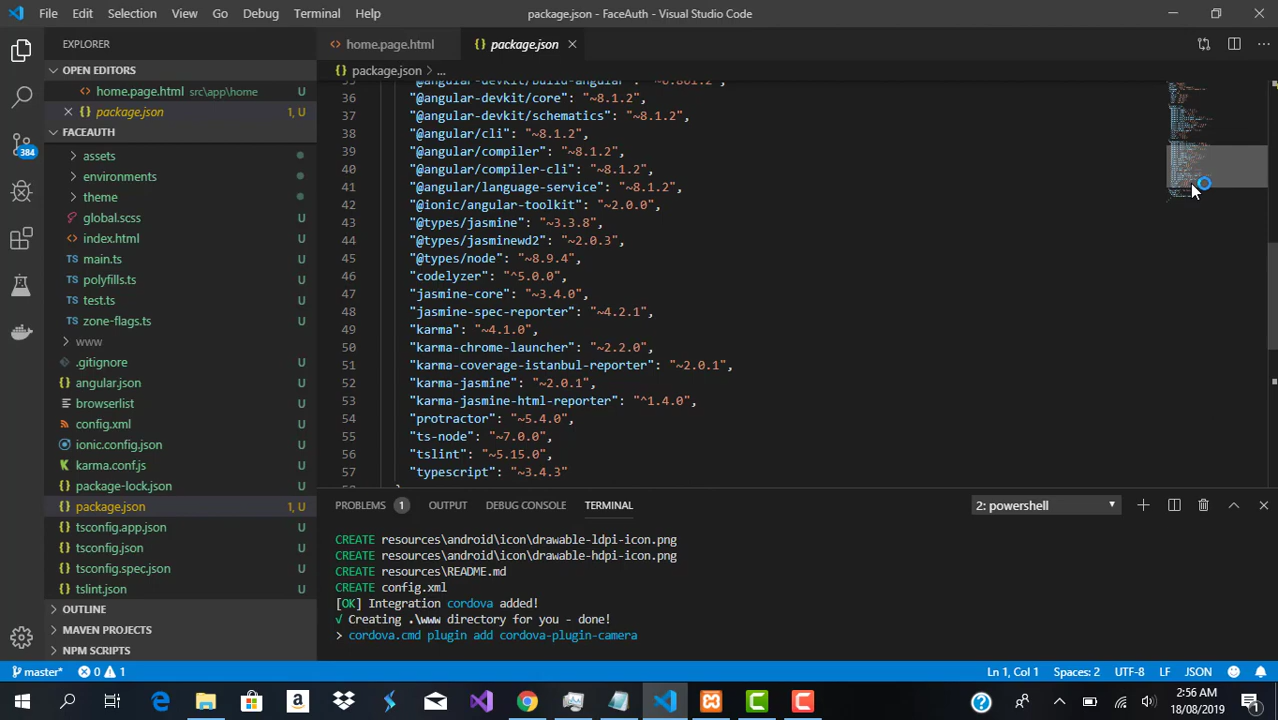 File Edit Selection View Go Debug Terminal Help
package.json - FaceAuth - Visual Studio Code
EXPLORER
OPEN EDITORS
home.page.html src\app\home U
package.json 1, U
FACEAUTH
assets
environments
theme
global.scss U
index.html U
main.ts U
polyfills.ts U
test.ts U
zone-flags.ts U
www
.gitignore U
angular.json U
browserlist U
config.xml U
ionic.config.json U
karma.conf.js U
package-lock.json U
package.json 1, U
tsconfig.app.json U
tsconfig.json U
tsconfig.spec.json U
tslint.json U
OUTLINE
MAVEN PROJECTS
NPM SCRIPTS
384
home.page.html
package.json
package.json > ...
35 "@angular-devkit/build-angular": "~0.801.2",
36 "@angular-devkit/core": "~8.1.2",
37 "@angular-devkit/schematics": "~8.1.2",
38 "@angular/cli": "~8.1.2",
39 "@angular/compiler": "~8.1.2",
40 "@angular/compiler-cli": "~8.1.2",
41 "@angular/language-service": "~8.1.2",
42 "@ionic/angular-toolkit": "~2.0.0",
43 "@types/jasmine": "~3.3.8",
44 "@types/jasminewd2": "~2.0.3",
45 "@types/node": "~8.9.4",
46 "codelyzer": "^5.0.0",
47 "jasmine-core": "~3.4.0",
48 "jasmine-spec-reporter": "~4.2.1",
49 "karma": "~4.1.0",
50 "karma-chrome-launcher": "~2.2.0",
51 "karma-coverage-istanbul-reporter": "~2.0.1",
52 "karma-jasmine": "~2.0.1",
53 "karma-jasmine-html-reporter": "^1.4.0",
54 "protractor": "~5.4.0",
55 "ts-node": "~7.0.0",
56 "tslint": "~5.15.0",
57 "typescript": "~3.4.3"
PROBLEMS 1 OUTPUT DEBUG CONSOLE TERMINAL 2: powershell
CREATE resources\android\icon\drawable-ldpi-icon.png
CREATE resources\android\icon\drawable-hdpi-icon.png
CREATE resources\README.md
CREATE config.xml
[OK] Integration cordova added!
√ Creating .\www directory for you - done!
> cordova.cmd plugin add cordova-plugin-camera
master* 0 1 Ln 1, Col 1 Spaces: 2 UTF-8 LF JSON
2:56 AM
18/08/2019
1